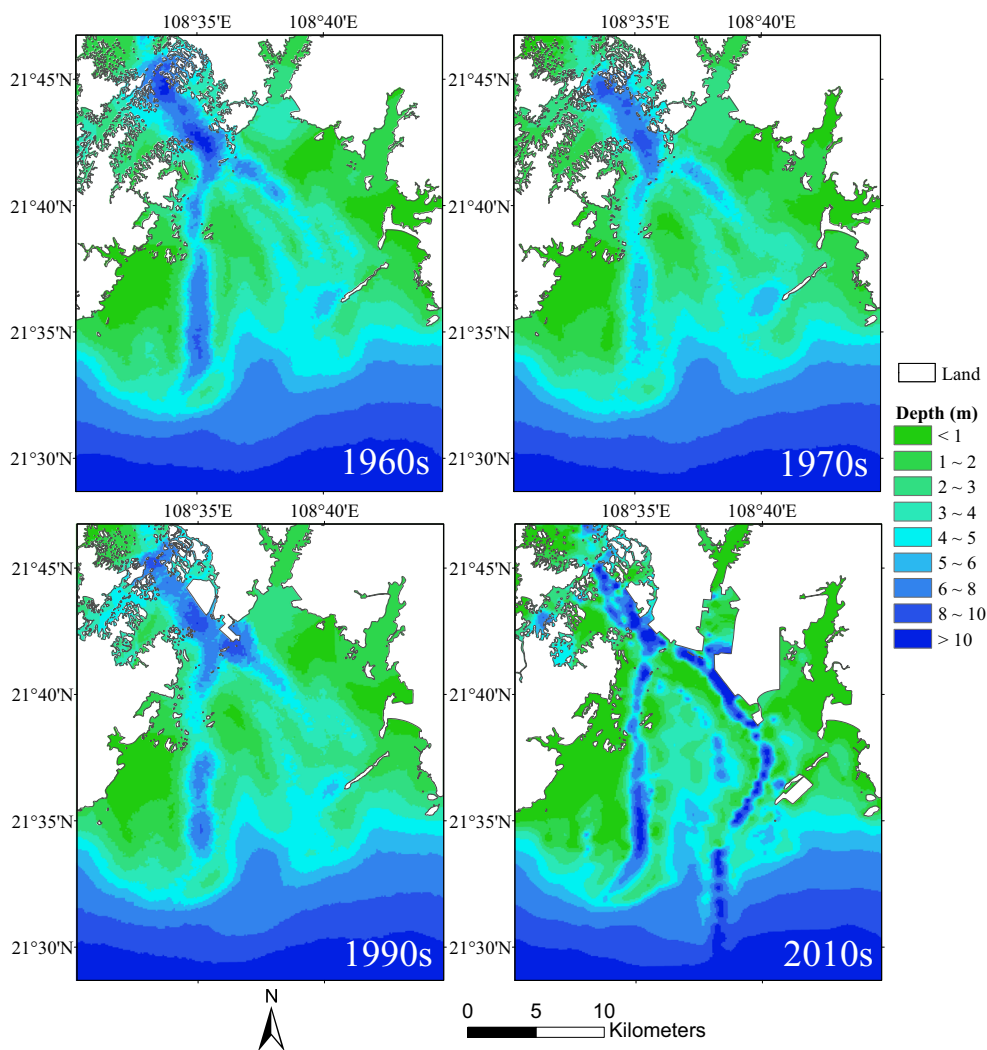 108°35'E 108°40'E 108°35'E 108°40'E
21°45'N 21°45'N
21°40'N 21°40'N
21°35'N 21°35'N
21°30'N 21°30'N
1960s 1970s
Land
Depth (m)
< 1
1 ~ 2
2 ~ 3
3 ~ 4
4 ~ 5
5 ~ 6
6 ~ 8
8 ~ 10
> 10
108°35'E 108°40'E 108°35'E 108°40'E
21°45'N 21°45'N
21°40'N 21°40'N
21°35'N 21°35'N
21°30'N 21°30'N
1990s 2010s
N
0 5 10
Kilometers